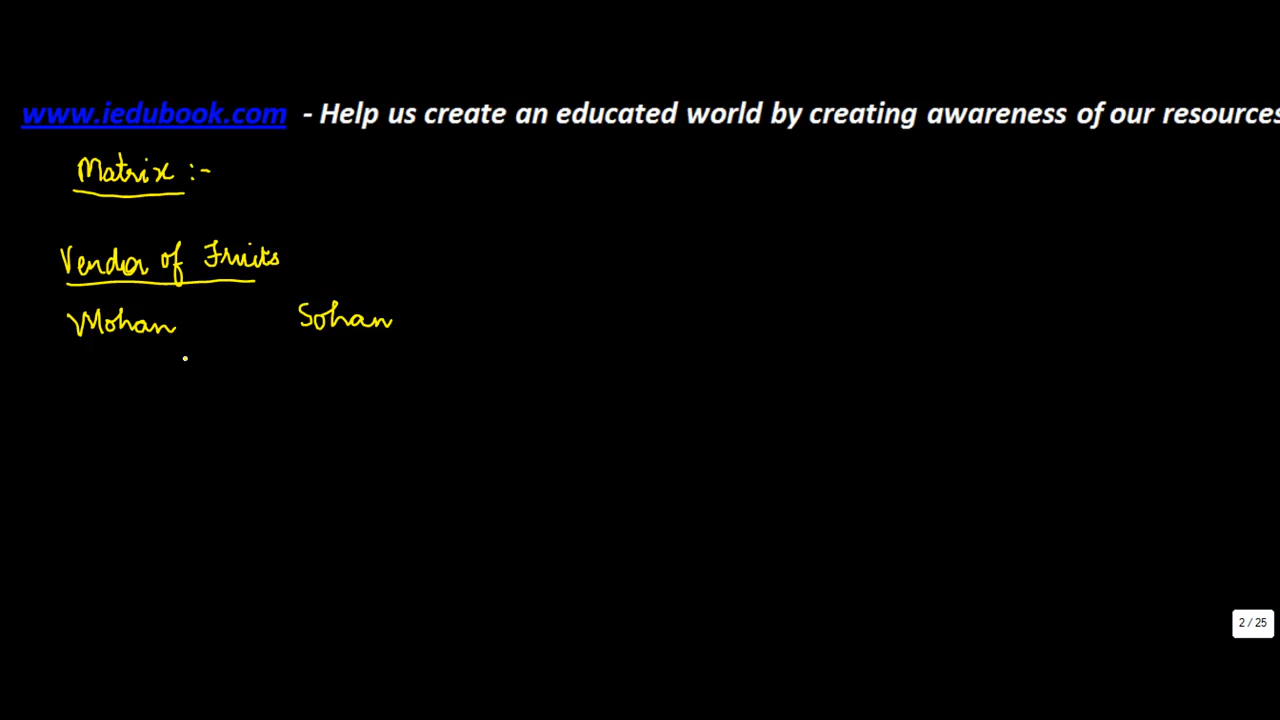 www.iedubook.com - Help us create an educated world by creating awareness of our resources
Matrix :-
Vendor of Fruits
Mohan Sohan
2 / 25